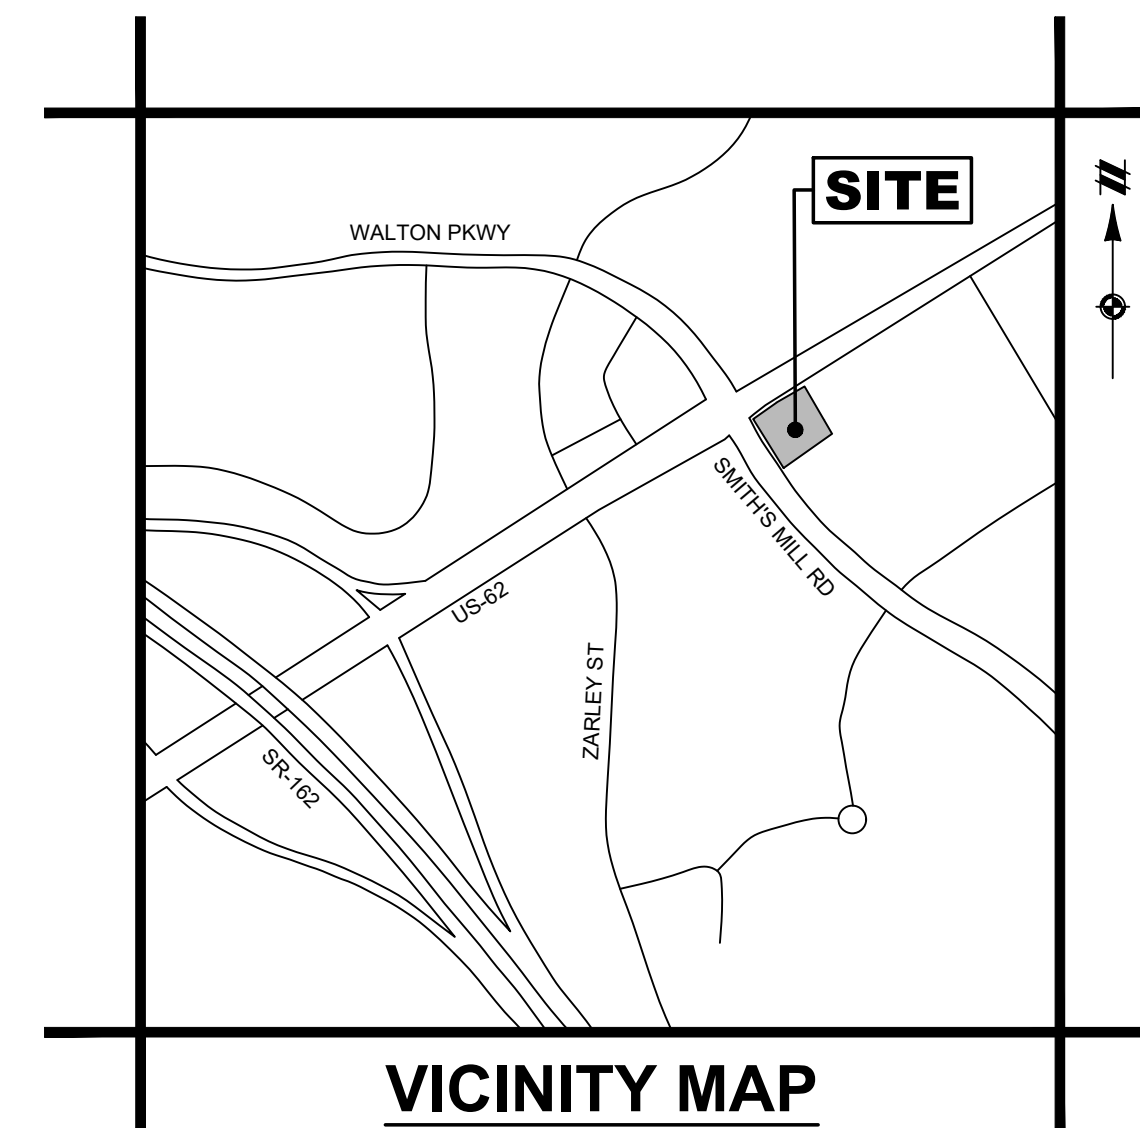 SITE
WALTON PKWY
SMITH'S MILL RD
US-62
ZARLEY ST
SR-162
VICINITY MAP